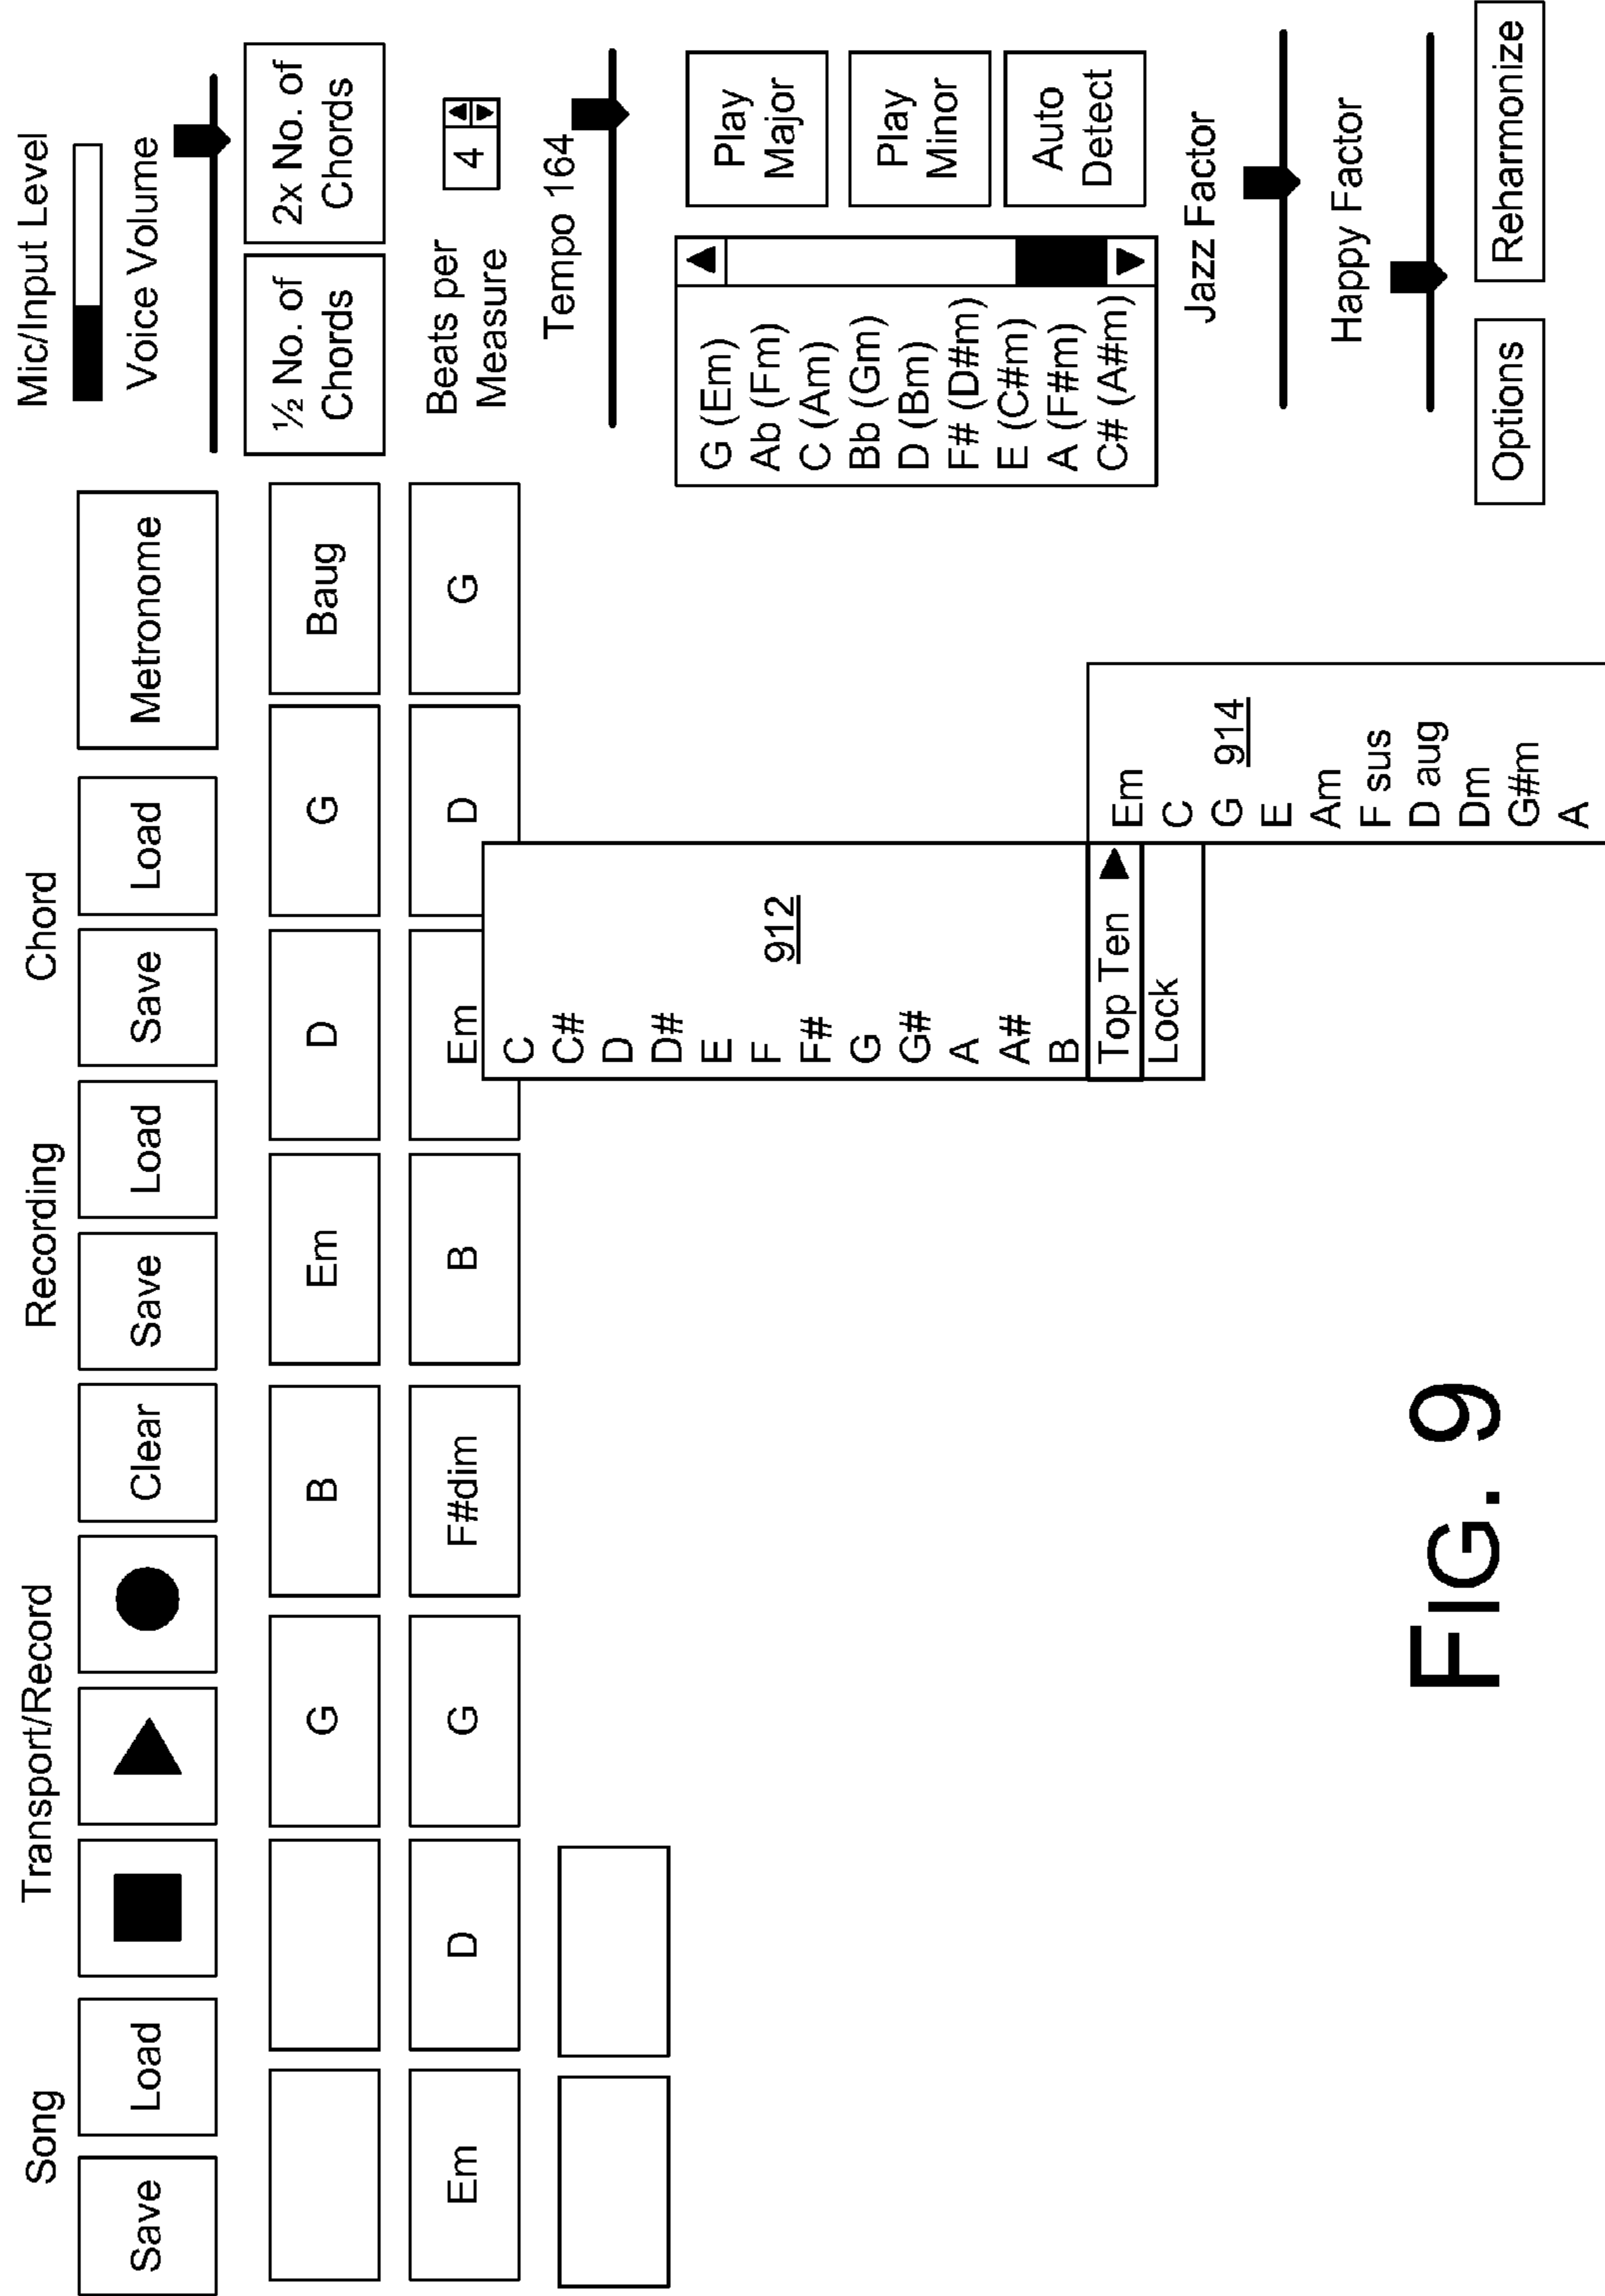 Song
Transport/Record
Recording
Chord
Mic/Input Level
Save
Load
Clear
Save
Load
Save
Load
Metronome
Voice Volume
G
B
Em
D
G
Baug
½ No. of
Chords
2x No. of
Chords
Em
D
G
F#dim
B
Em
D
G
Beats per
Measure
4
Tempo 164
C
C#
D
D#
E
F
F#
G
G#
A
A#
B
912
Top Ten
Lock
Em
C
G
E
Am
F sus
D aug
Dm
G#m
A
914
G (Em)
Ab (Fm)
C (Am)
Bb (Gm)
D (Bm)
F# (D#m)
E (C#m)
A (F#m)
C# (A#m)
Play
Major
Play
Minor
Auto
Detect
Jazz Factor
Happy Factor
Options
Reharmonize
FIG. 9